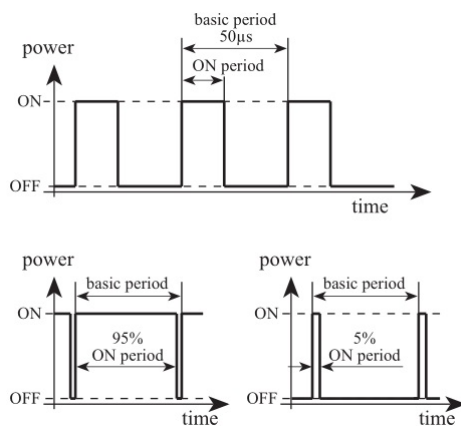 basic period
50μs
power
ON period
ON
OFF
time
power
basic period
ON
95%
ON period
OFF
time
power
basic period
ON
5%
ON period
OFF
time